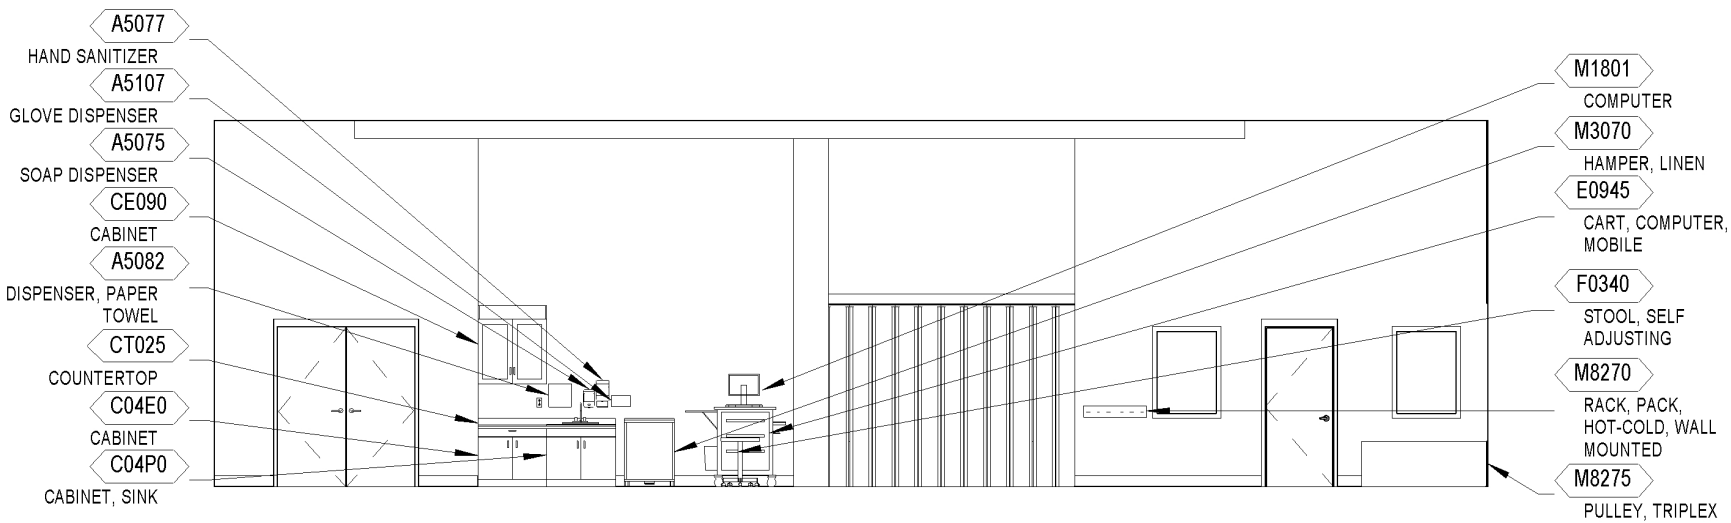 A5077
HAND SANITIZER
A5107
GLOVE DISPENSER
A5075
SOAP DISPENSER
CE090
CABINET
A5082
DISPENSER, PAPER
TOWEL
CT025
COUNTERTOP
C04E0
CABINET
C04P0
CABINET, SINK
M1801
COMPUTER
M3070
HAMPER, LINEN
E0945
CART, COMPUTER,
MOBILE
F0340
STOOL, SELF
ADJUSTING
M8270
RACK, PACK,
HOT-COLD, WALL
MOUNTED
M8275
PULLEY, TRIPLEX